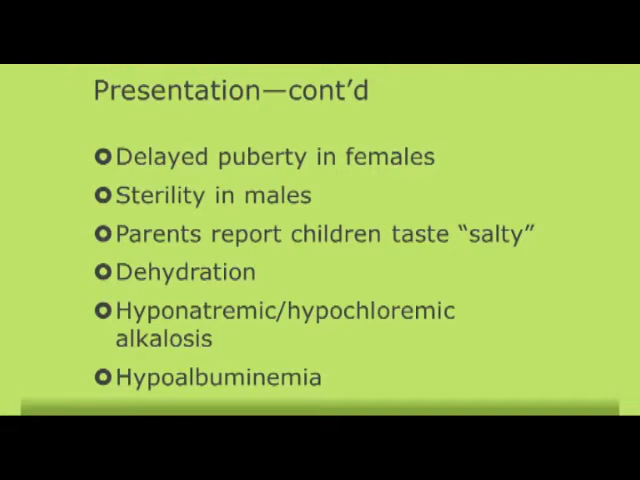 Presentation—cont’d
Delayed puberty in females
Sterility in males
Parents report children taste “salty”
Dehydration
Hyponatremic/hypochloremic
alkalosis
Hypoalbuminemia